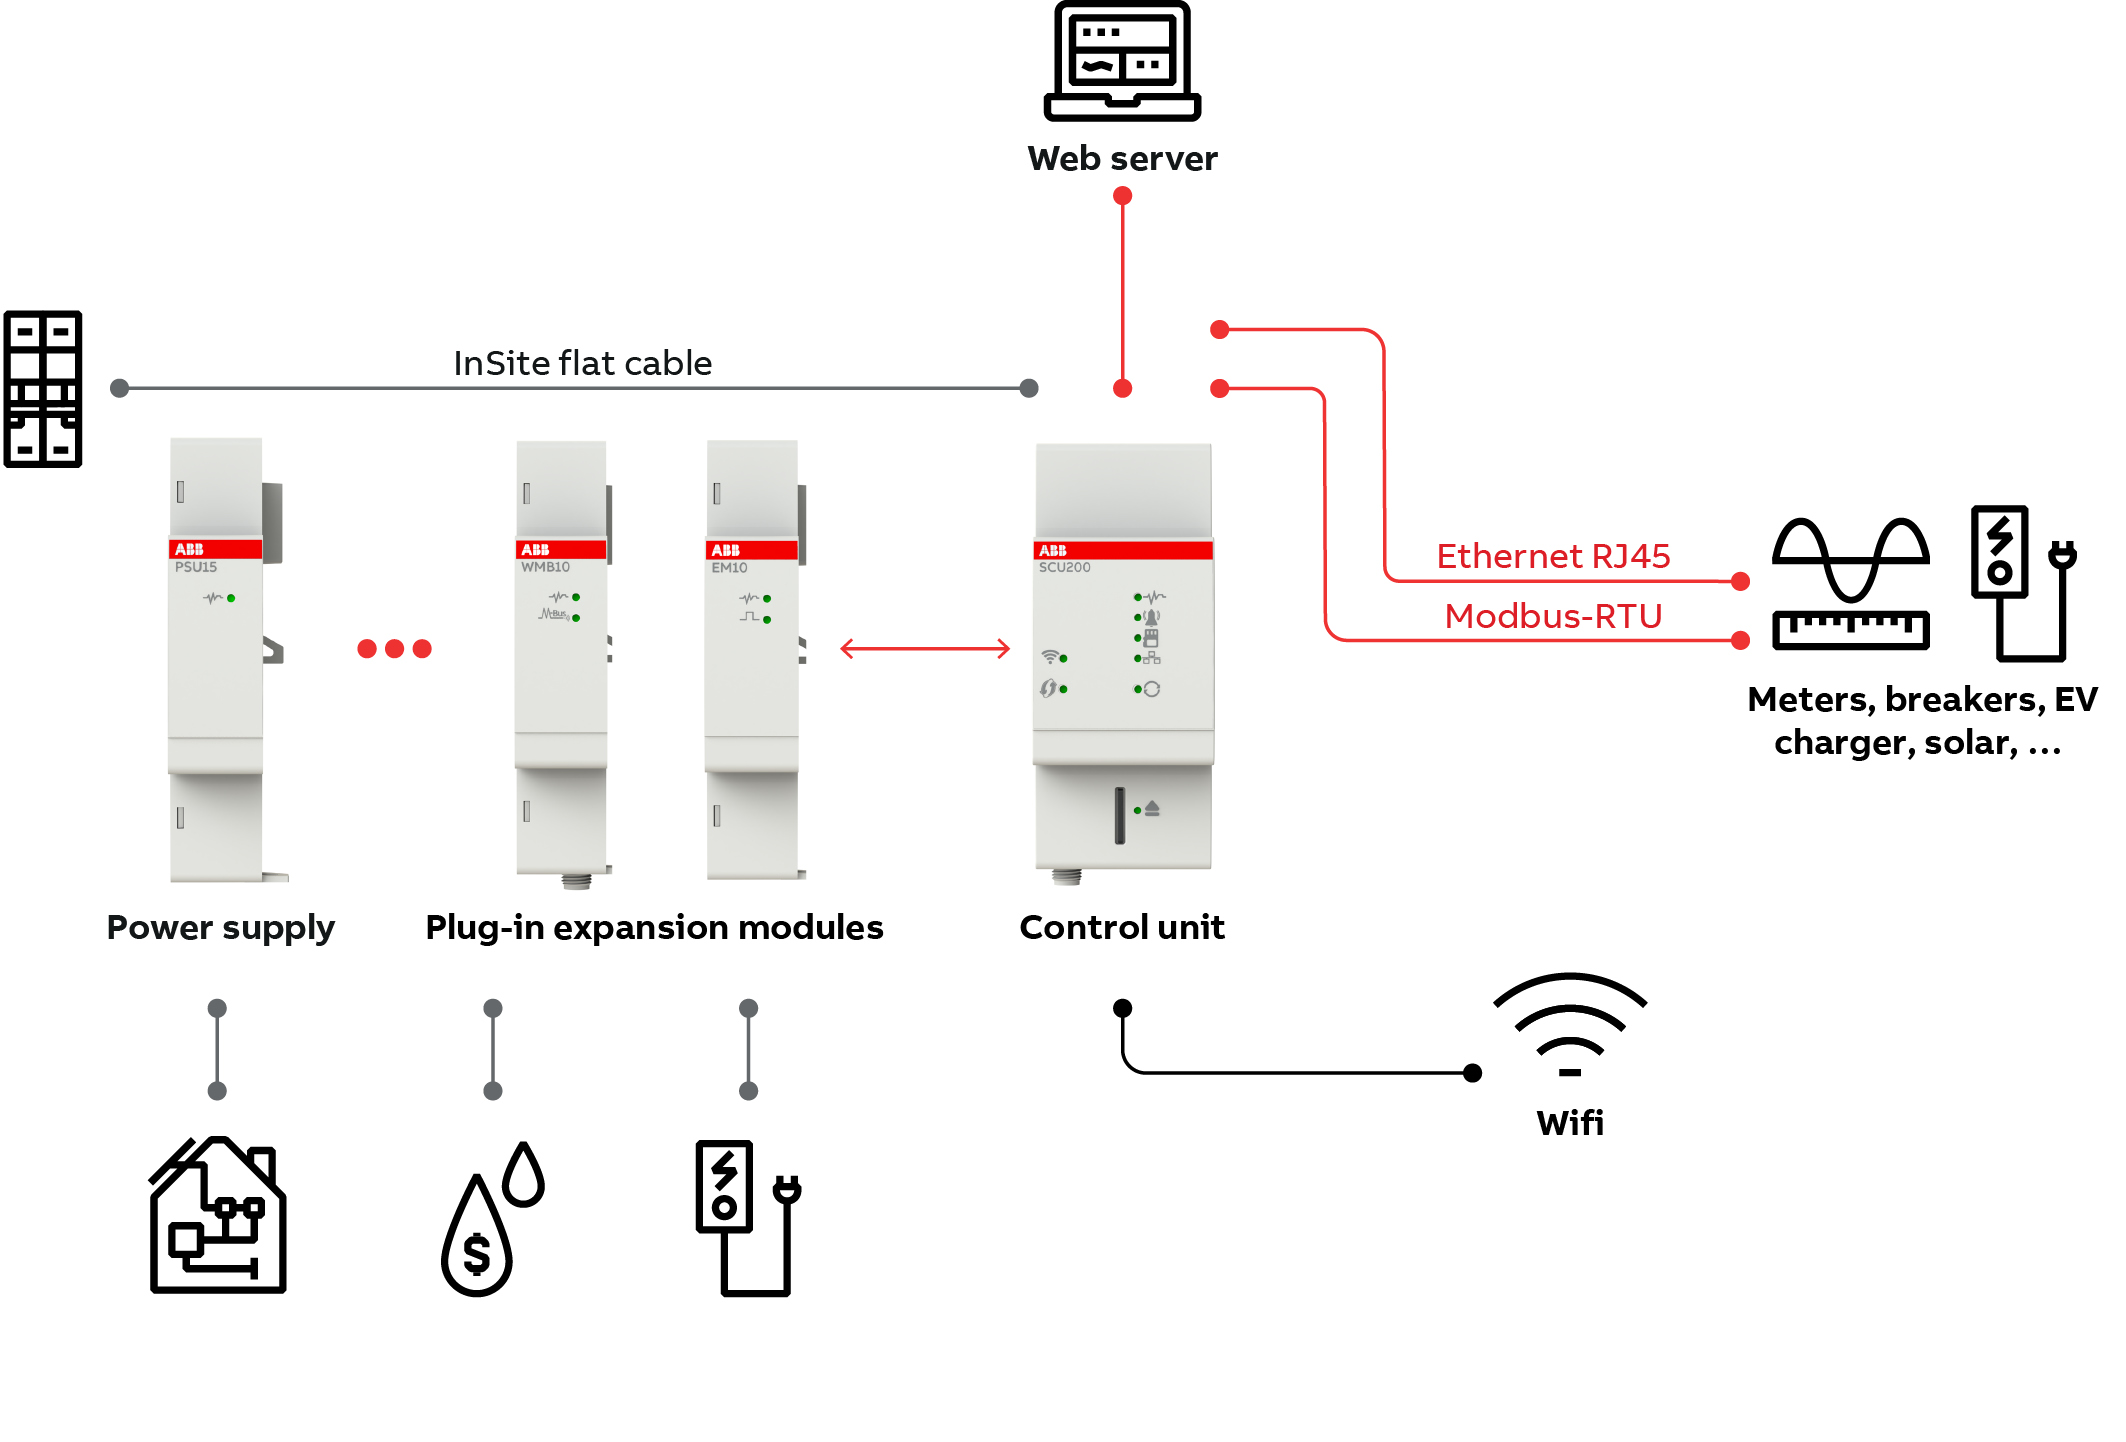 Web server
InSite flat cable
ABB
PSU15
ABB
WMB10
M-Bus
ABB
EM10
ABB
SCU200
Ethernet RJ45
Modbus-RTU
Meters, breakers, EV
charger, solar, ...
Power supply
Plug-in expansion modules
Control unit
$
Wifi